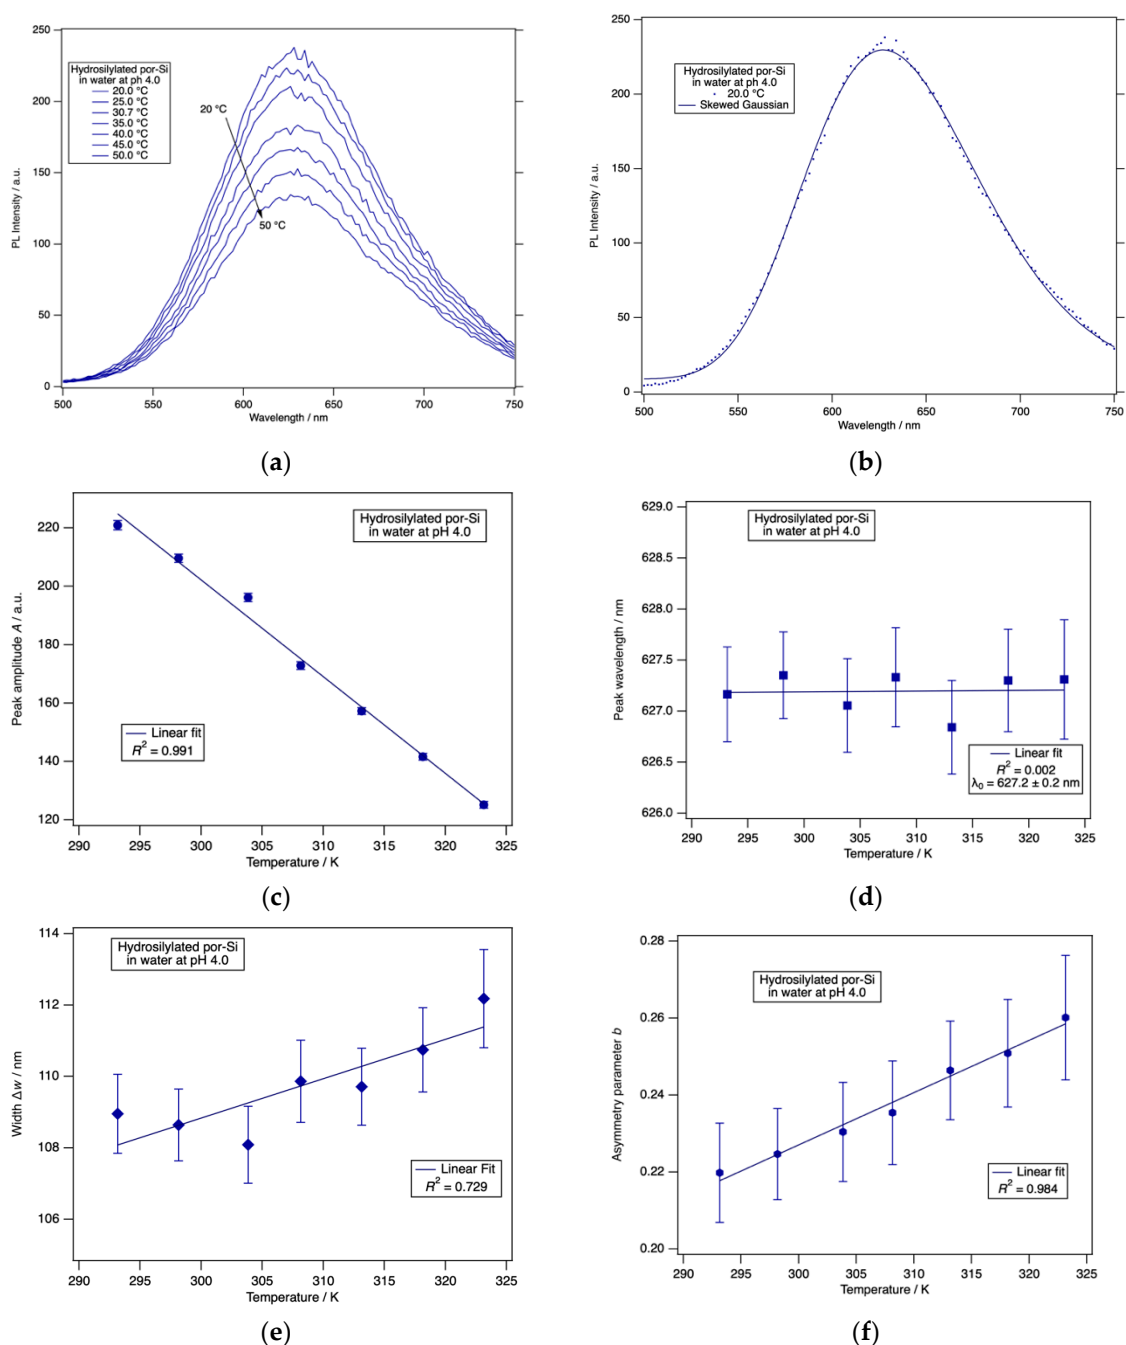 250
200
150
100
50
0
PL Intensity / a.u.
Hydrosilylated por-Si
in water at ph 4.0
20.0 °C
25.0 °C
30.7 °C
35.0 °C
40.0 °C
45.0 °C
50.0 °C
20 °C
50 °C
500 550 600 650 700 750
Wavelength / nm
(a)
250
200
150
100
50
0
PL Intensity / a.u.
Hydrosilylated por-Si
in water at ph 4.0
20.0 °C
Skewed Gaussian
500 550 600 650 700 750
Wavelength / nm
(b)
220
200
180
160
140
120
Peak amplitude A / a.u.
Hydrosilylated por-Si
in water at pH 4.0
Linear fit
R² = 0.991
290 295 300 305 310 315 320 325
Temperature / K
(c)
629.0
628.5
628.0
627.5
627.0
626.5
626.0
Peak wavelength / nm
Hydrosilylated por-Si
in water at pH 4.0
Linear fit
R² = 0.002
λ₀ = 627.2 ± 0.2 nm
290 295 300 305 310 315 320 325
Temperature / K
(d)
114
112
110
108
106
Width Δw / nm
Hydrosilylated por-Si
in water at pH 4.0
Linear Fit
R² = 0.729
290 295 300 305 310 315 320 325
Temperature / K
(e)
0.28
0.26
0.24
0.22
0.20
Asymmetry parameter b
Hydrosilylated por-Si
in water at pH 4.0
Linear fit
R² = 0.984
290 295 300 305 310 315 320 325
Temperature / K
(f)